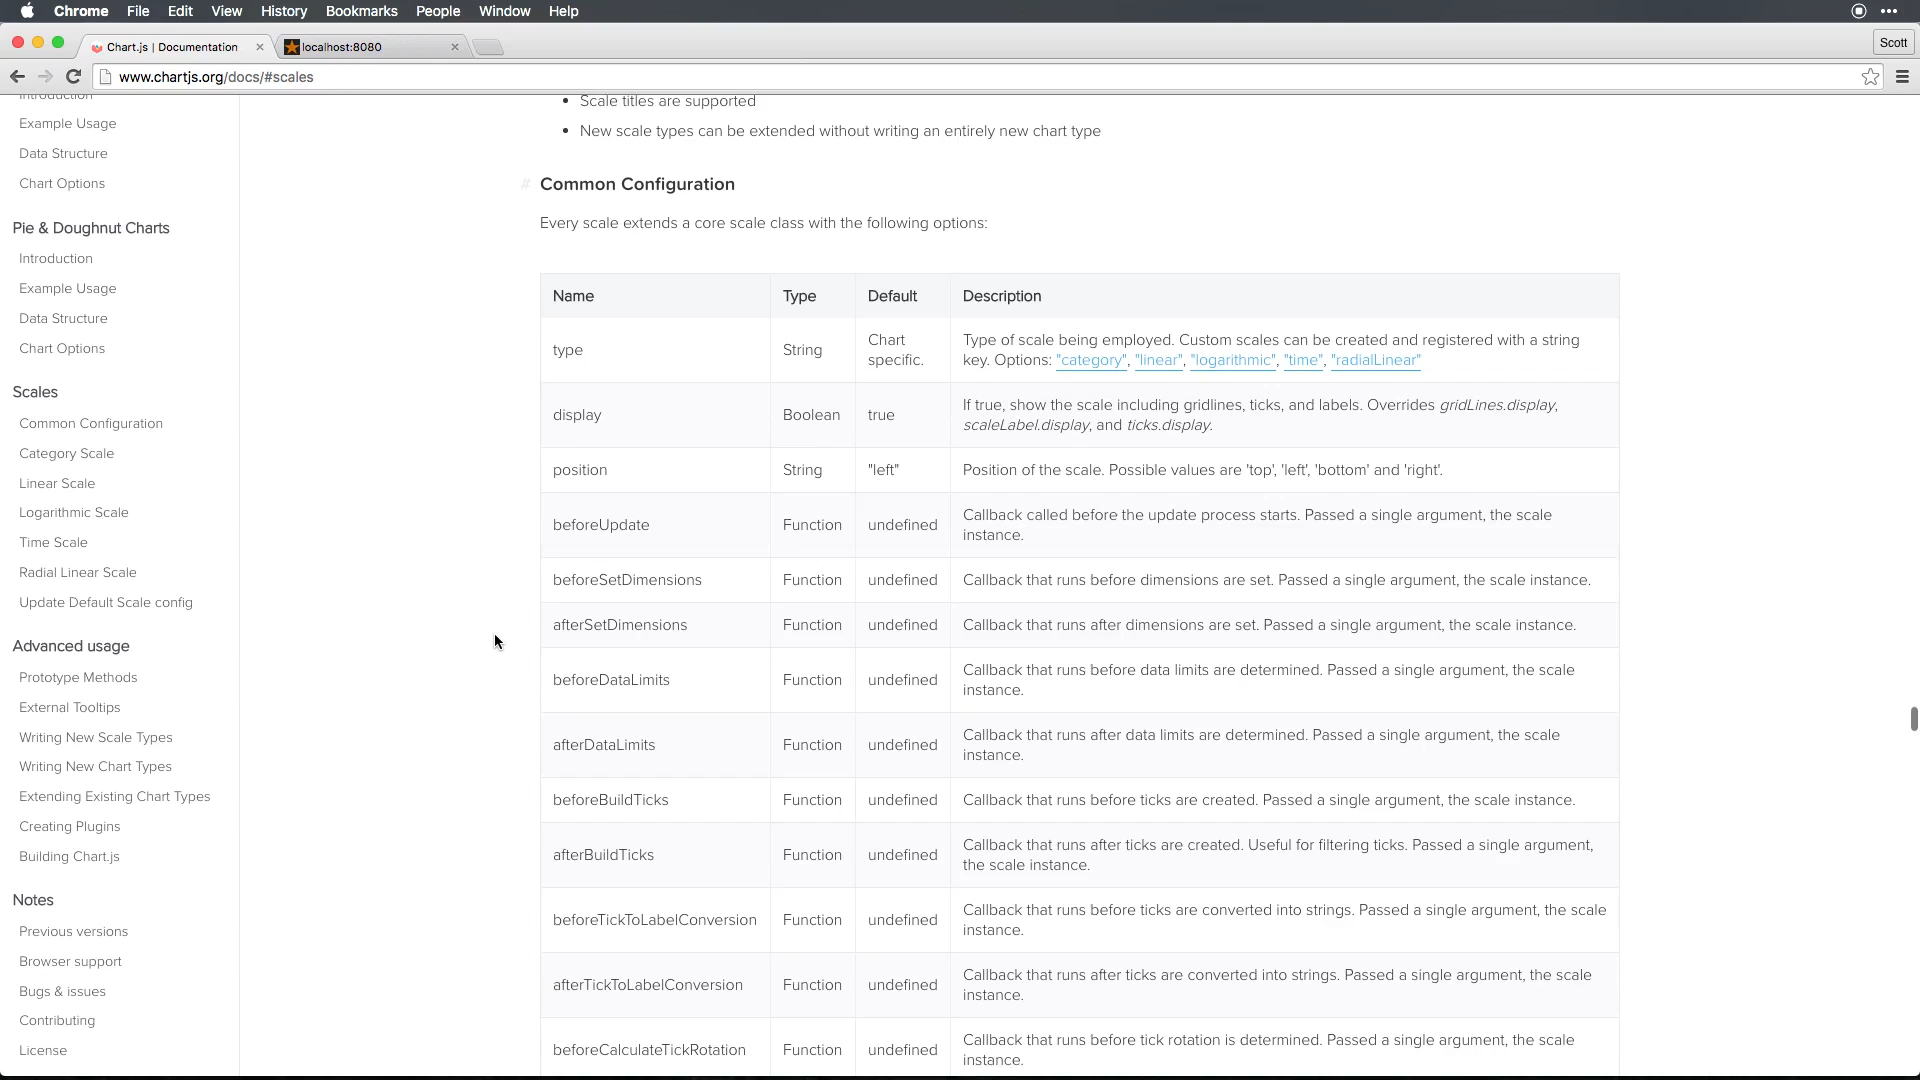 Chrome File Edit View History Bookmarks People Window Help
Chart.js | Documentation
localhost:8080
Scott
www.chartjs.org/docs/#scales
Introduction
Example Usage
Data Structure
Chart Options
Pie & Doughnut Charts
Introduction
Example Usage
Data Structure
Chart Options
Scales
Common Configuration
Category Scale
Linear Scale
Logarithmic Scale
Time Scale
Radial Linear Scale
Update Default Scale config
Advanced usage
Prototype Methods
External Tooltips
Writing New Scale Types
Writing New Chart Types
Extending Existing Chart Types
Creating Plugins
Building Chart.js
Notes
Previous versions
Browser support
Bugs & issues
Contributing
License
• Scale titles are supported
• New scale types can be extended without writing an entirely new chart type
# Common Configuration
Every scale extends a core scale class with the following options:
Name Type Default Description
type String Chart specific. Type of scale being employed. Custom scales can be created and registered with a string
key. Options: "category", "linear", "logarithmic", "time", "radialLinear"
display Boolean true If true, show the scale including gridlines, ticks, and labels. Overrides gridLines.display,
scaleLabel.display, and ticks.display.
position String "left" Position of the scale. Possible values are 'top', 'left', 'bottom' and 'right'.
beforeUpdate Function undefined Callback called before the update process starts. Passed a single argument, the scale
instance.
beforeSetDimensions Function undefined Callback that runs before dimensions are set. Passed a single argument, the scale instance.
afterSetDimensions Function undefined Callback that runs after dimensions are set. Passed a single argument, the scale instance.
beforeDataLimits Function undefined Callback that runs before data limits are determined. Passed a single argument, the scale
instance.
afterDataLimits Function undefined Callback that runs after data limits are determined. Passed a single argument, the scale
instance.
beforeBuildTicks Function undefined Callback that runs before ticks are created. Passed a single argument, the scale instance.
afterBuildTicks Function undefined Callback that runs after ticks are created. Useful for filtering ticks. Passed a single argument,
the scale instance.
beforeTickToLabelConversion Function undefined Callback that runs before ticks are converted into strings. Passed a single argument, the scale
instance.
afterTickToLabelConversion Function undefined Callback that runs after ticks are converted into strings. Passed a single argument, the scale
instance.
beforeCalculateTickRotation Function undefined Callback that runs before tick rotation is determined. Passed a single argument, the scale
instance.